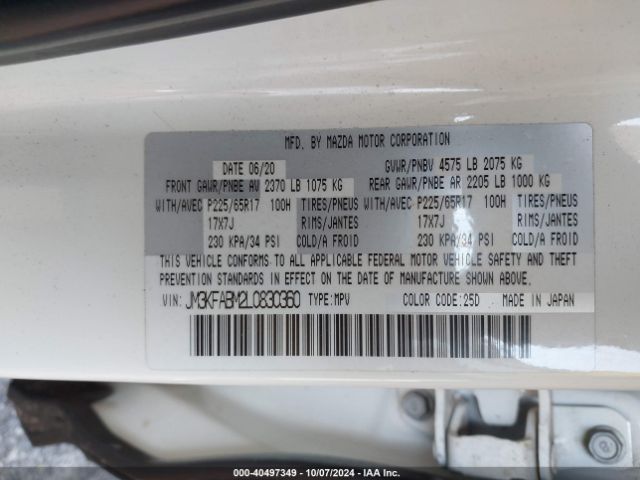 MFD. BY MAZDA MOTOR CORPORATION
DATE 06/20 GVWR/PNBV 4575 LB 2075 KG
FRONT GAWR/PNBE AV 2370 LB 1075 KG REAR GAWR/PNBE AR 2205 LB 1000 KG
WITH/AVEC P225/65R17 100H TIRES/PNEUS WITH/AVEC P225/65R17 100H TIRES/PNEUS
17X7J RIMS/JANTES 17X7J RIMS/JANTES
230 KPA/34 PSI COLD/A FROID 230 KPA/34 PSI COLD/A FROID
THIS VEHICLE CONFORMS TO ALL APPLICABLE FEDERAL MOTOR VEHICLE SAFETY AND
THEFT PREVENTION STANDARDS IN EFFECT ON THE DATE OF MANUFACTURE SHOWN ABOVE.
VIN: JM3KFABM2L0830360 TYPE:MPV COLOR CODE:25D MADE IN JAPAN
000-40497349 - 10/07/2024 - IAA Inc.